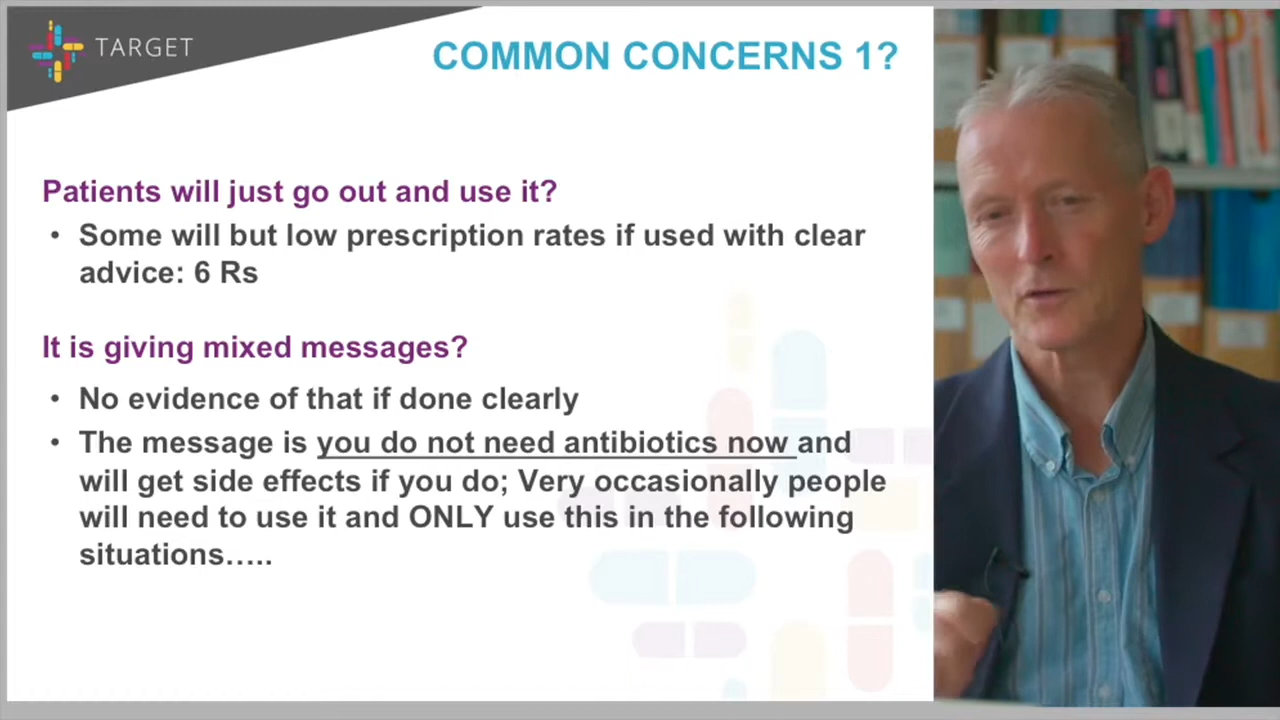 TARGET
COMMON CONCERNS 1?
Patients will just go out and use it?
• Some will but low prescription rates if used with clear
advice: 6 Rs
It is giving mixed messages?
• No evidence of that if done clearly
• The message is you do not need antibiotics now and
will get side effects if you do; Very occasionally people
will need to use it and ONLY use this in the following
situations…..